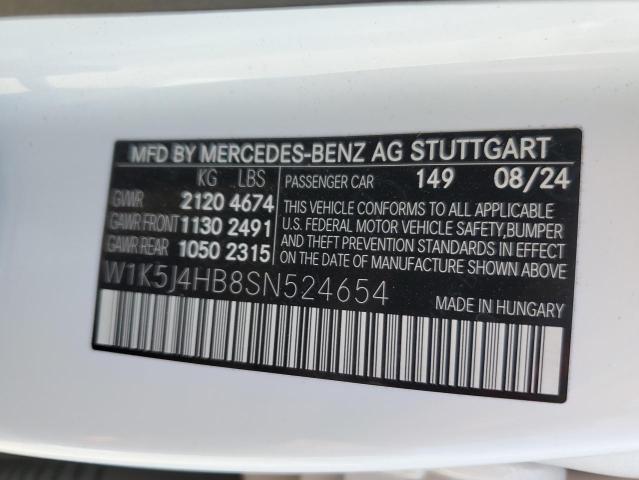 MFD BY MERCEDES-BENZ AG STUTTGART
KG LBS
GVWR 2120 4674
GAWR FRONT 1130 2491
GAWR REAR 1050 2315
PASSENGER CAR 149 08/24
THIS VEHICLE CONFORMS TO ALL APPLICABLE
U.S. FEDERAL MOTOR VEHICLE SAFETY,BUMPER
AND THEFT PREVENTION STANDARDS IN EFFECT
ON THE DATE OF MANUFACTURE SHOWN ABOVE.
W1K5J4HB8SN524654
MADE IN HUNGARY